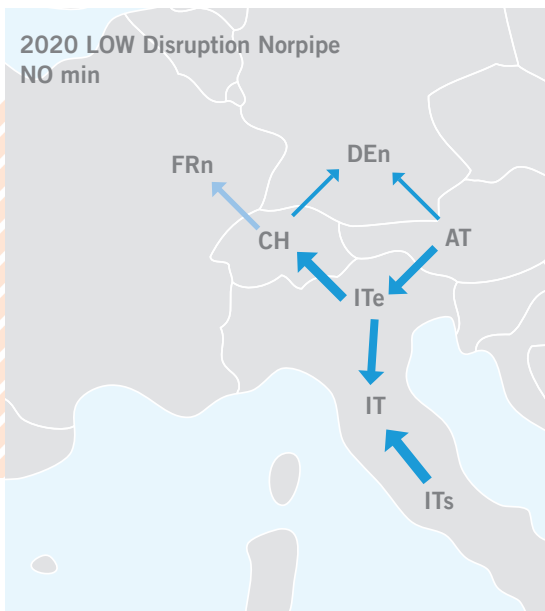 2020 LOW Disruption Norpipe
NO min
DEn
FRn
CH
AT
ITe
IT
ITs